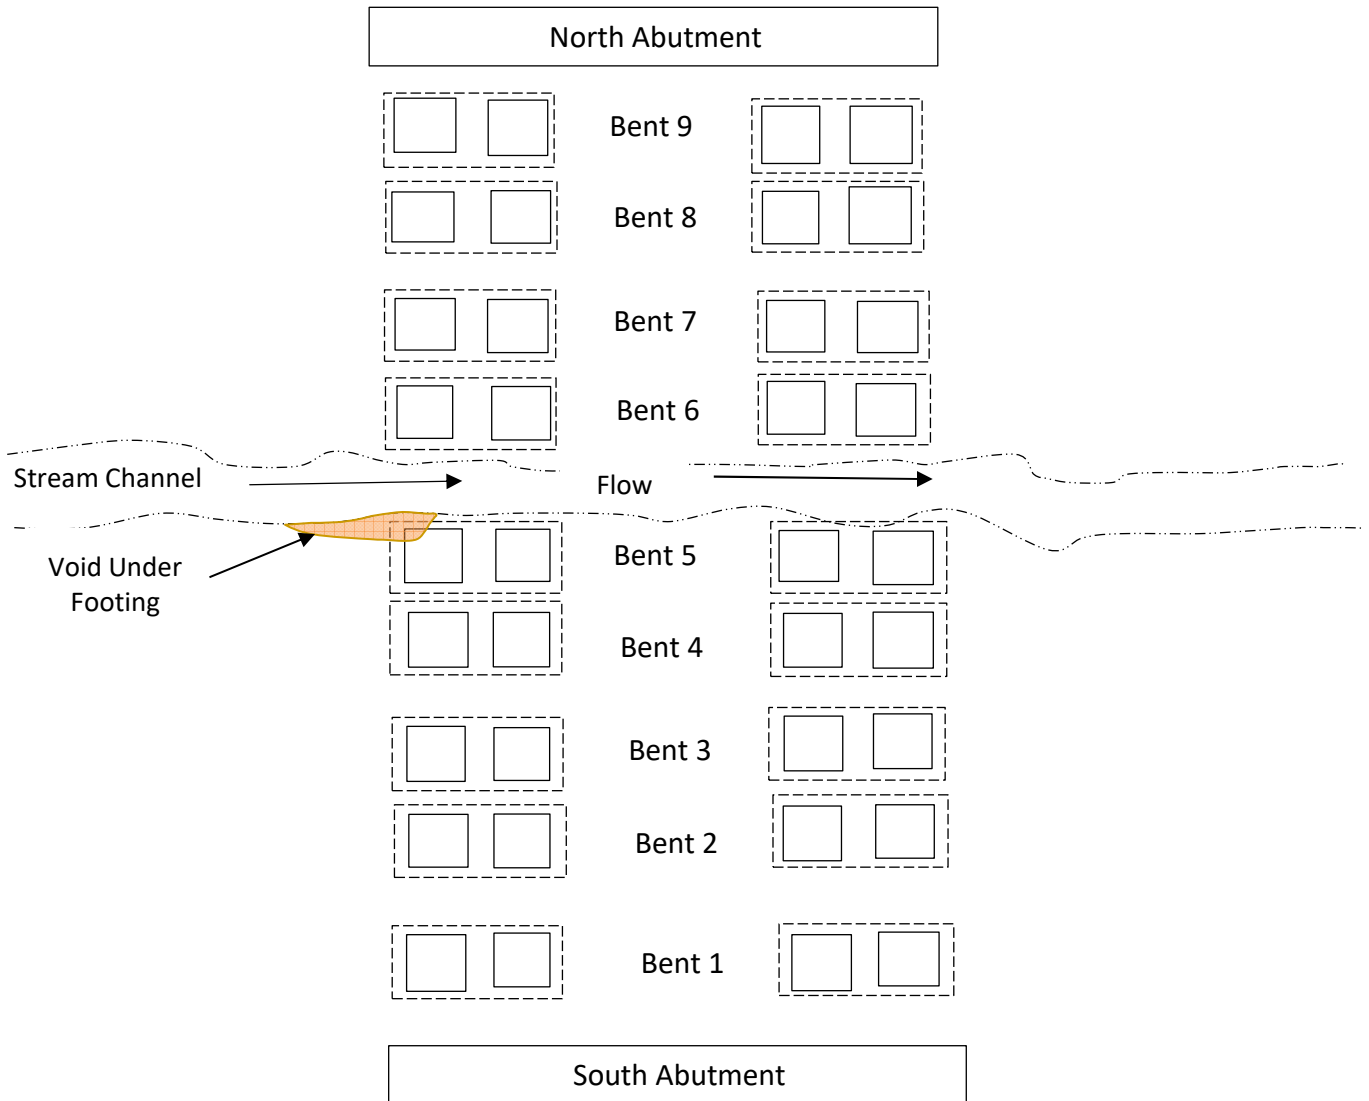 North Abutment
Bent 9
Bent 8
Bent 7
Bent 6
Stream Channel
Flow
Bent 5
Void Under
Footing
Bent 4
Bent 3
Bent 2
Bent 1
South Abutment